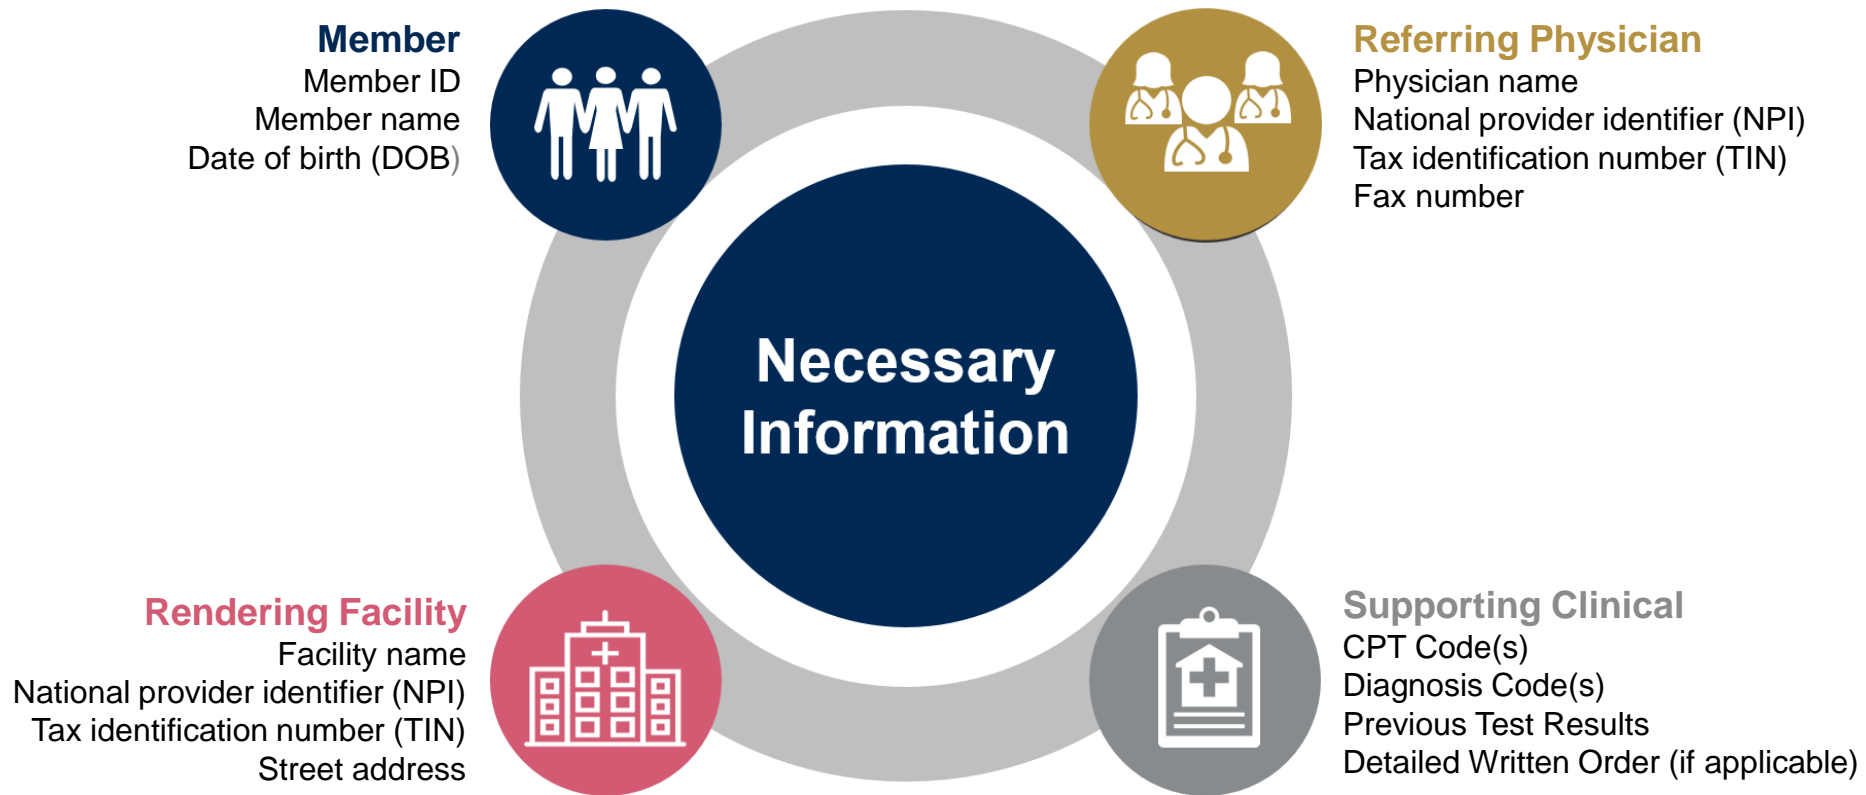 Member
Member ID
Member name
Date of birth (DOB)
Referring Physician
Physician name
National provider identifier (NPI)
Tax identification number (TIN)
Fax number
Necessary
Information
Rendering Facility
Facility name
National provider identifier (NPI)
Tax identification number (TIN)
Street address
Supporting Clinical
CPT Code(s)
Diagnosis Code(s)
Previous Test Results
Detailed Written Order (if applicable)